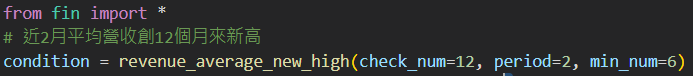 from fin import *
# 近2月平均營收創12個月來新高
condition = revenue_average_new_high(check_num=12, period=2, min_num=6)